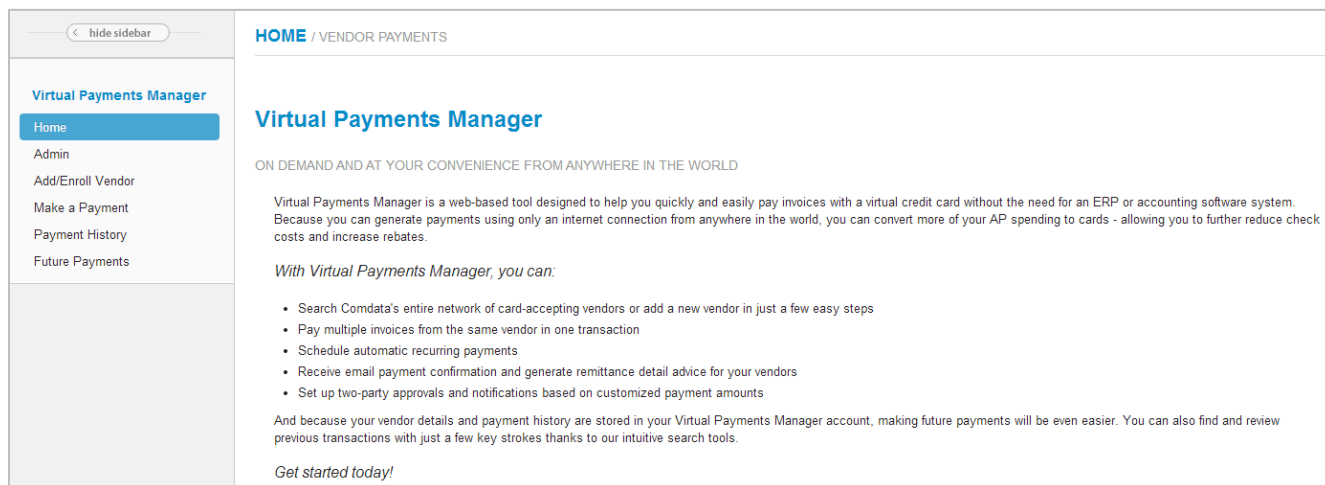 hide sidebar
HOME / VENDOR PAYMENTS
Virtual Payments Manager
Home
Admin
Add/Enroll Vendor
Make a Payment
Payment History
Future Payments
Virtual Payments Manager
ON DEMAND AND AT YOUR CONVENIENCE FROM ANYWHERE IN THE WORLD
Virtual Payments Manager is a web-based tool designed to help you quickly and easily pay invoices with a virtual credit card without the need for an ERP or accounting software system.
Because you can generate payments using only an internet connection from anywhere in the world, you can convert more of your AP spending to cards - allowing you to further reduce check
costs and increase rebates.
With Virtual Payments Manager, you can:
• Search Comdata's entire network of card-accepting vendors or add a new vendor in just a few easy steps
• Pay multiple invoices from the same vendor in one transaction
• Schedule automatic recurring payments
• Receive email payment confirmation and generate remittance detail advice for your vendors
• Set up two-party approvals and notifications based on customized payment amounts
And because your vendor details and payment history are stored in your Virtual Payments Manager account, making future payments will be even easier. You can also find and review
previous transactions with just a few key strokes thanks to our intuitive search tools.
Get started today!